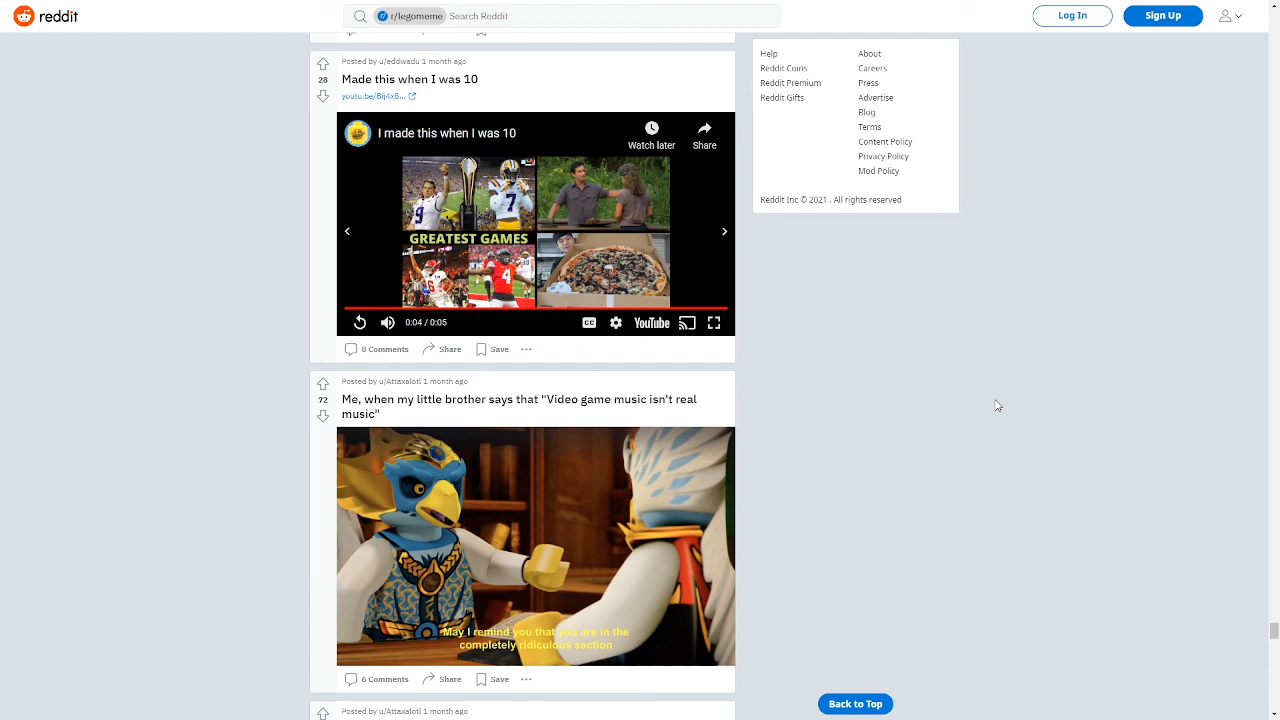 reddit
r/legomeme Search Reddit
Log In
Sign Up
Posted by u/eddwadu 1 month ago
28
Made this when I was 10
youtu.be/Bij4x6...
I made this when I was 10
Watch later
Share
GREATEST GAMES
0:04 / 0:05
CC
YouTube
8 Comments
Share
Save
Posted by u/Attaxalotl 1 month ago
72
Me, when my little brother says that "Video game music isn't real
music"
May I remind you that you are in the
completely ridiculous section
6 Comments
Share
Save
Posted by u/Attaxalotl 1 month ago
Help
About
Reddit Coins
Careers
Reddit Premium
Press
Reddit Gifts
Advertise
Blog
Terms
Content Policy
Privacy Policy
Mod Policy
Reddit Inc © 2021 . All rights reserved
Back to Top